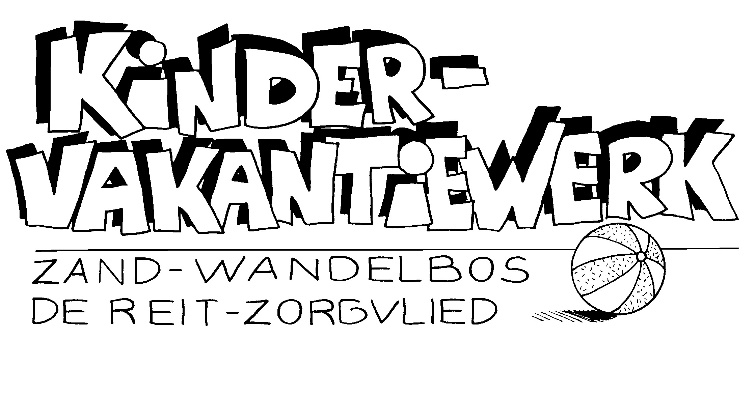 KiNDER-
VAKANTiEWERK
ZAND-WANDELBOS
DE REIT-ZORGVLIED